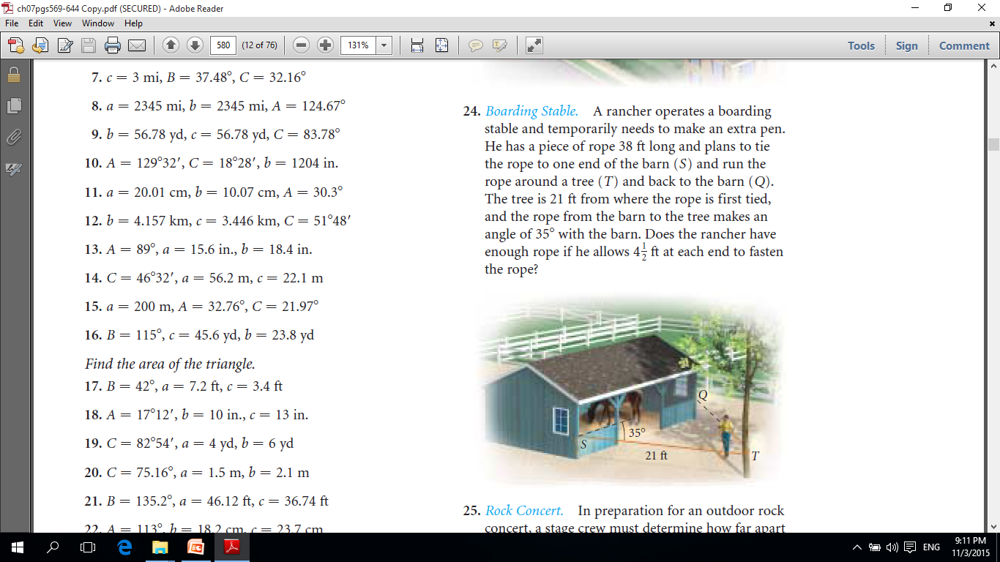 ch07pgs569-644 Copy.pdf (SECURED) - Adobe Reader
File Edit View Window Help
580 (12 of 76) 131% Tools Sign Comment
7. c = 3 mi, B = 37.48°, C = 32.16°
8. a = 2345 mi, b = 2345 mi, A = 124.67°
9. b = 56.78 yd, c = 56.78 yd, C = 83.78°
10. A = 129°32′, C = 18°28′, b = 1204 in.
11. a = 20.01 cm, b = 10.07 cm, A = 30.3°
12. b = 4.157 km, c = 3.446 km, C = 51°48′
13. A = 89°, a = 15.6 in., b = 18.4 in.
14. C = 46°32′, a = 56.2 m, c = 22.1 m
15. a = 200 m, A = 32.76°, C = 21.97°
16. B = 115°, c = 45.6 yd, b = 23.8 yd
Find the area of the triangle.
17. B = 42°, a = 7.2 ft, c = 3.4 ft
18. A = 17°12′, b = 10 in., c = 13 in.
19. C = 82°54′, a = 4 yd, b = 6 yd
20. C = 75.16°, a = 1.5 m, b = 2.1 m
21. B = 135.2°, a = 46.12 ft, c = 36.74 ft
22. A = 113°, b = 18.2 cm, c = 23.7 cm
24. Boarding Stable. A rancher operates a boarding
stable and temporarily needs to make an extra pen.
He has a piece of rope 38 ft long and plans to tie
the rope to one end of the barn (S) and run the
rope around a tree (T) and back to the barn (Q).
The tree is 21 ft from where the rope is first tied,
and the rope from the barn to the tree makes an
angle of 35° with the barn. Does the rancher have
enough rope if he allows 4½ ft at each end to fasten
the rope?
Q
35°
S
21 ft
T
25. Rock Concert. In preparation for an outdoor rock
concert, a stage crew must determine how far apart
ENG
9:11 PM
11/3/2015